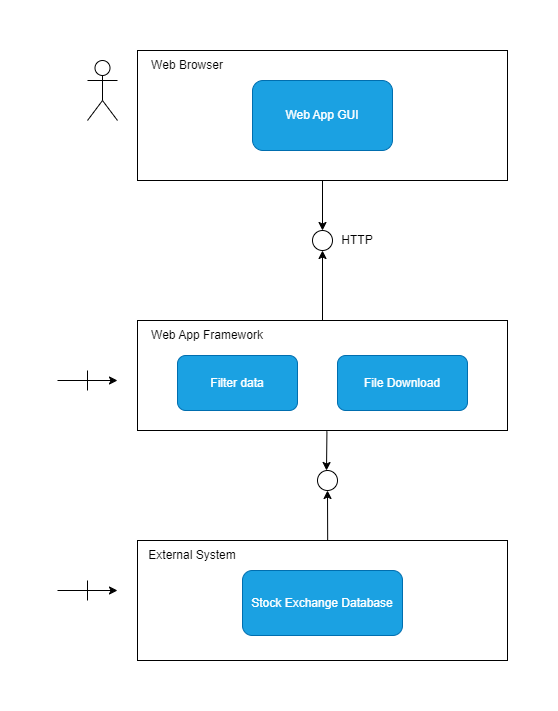 Web Browser
Web App GUI
HTTP
Web App Framework
Filter data
File Download
External System
Stock Exchange Database